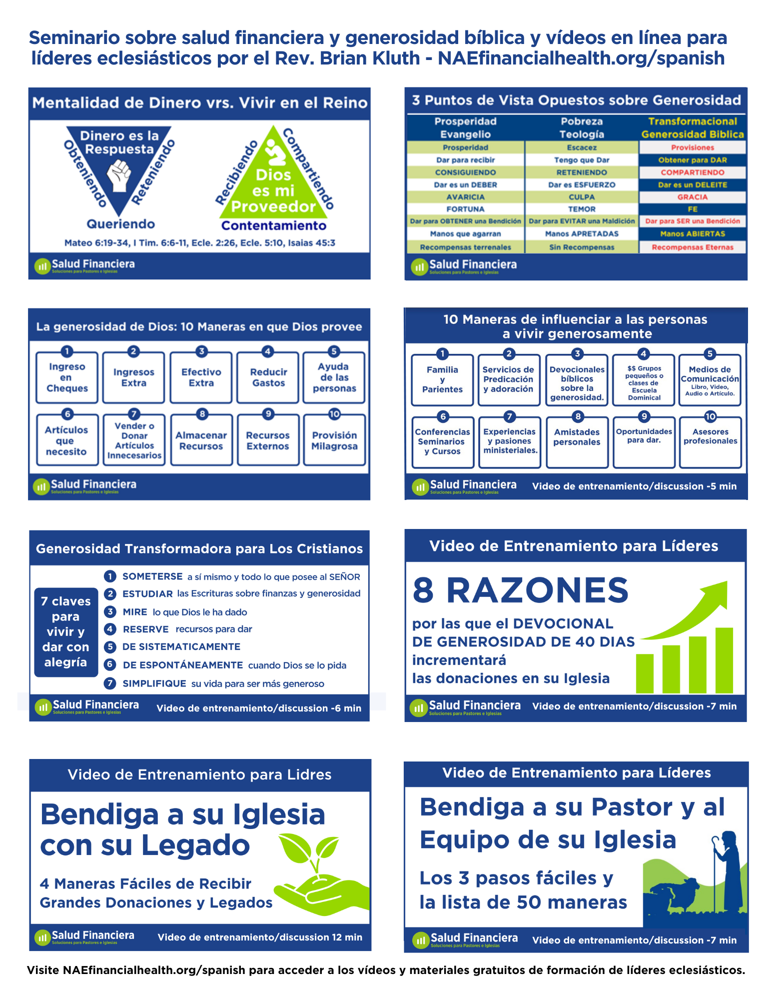 Seminario sobre salud financiera y generosidad bíblica y vídeos en línea para
líderes eclesiásticos por el Rev. Brian Kluth - NAEfinancialhealth.org/spanish
Mentalidad de Dinero vrs. Vivir en el Reino
Dinero es la
Respuesta
Obteniendo
Reteniendo
Queriendo
Recibiendo
Compartiendo
Dios
es mi
Proveedor
Contentamiento
Mateo 6:19-34, I Tim. 6:6-11, Ecle. 2:26, Ecle. 5:10, Isaias 45:3
Salud Financiera
Soluciones para Pastores e Iglesias
3 Puntos de Vista Opuestos sobre Generosidad
Prosperidad Pobreza Transformacional
Evangelio Teología Generosidad Biblica
Prosperidad Escacez Provisiones
Dar para recibir Tengo que Dar Obtener para DAR
CONSIGUIENDO RETENIENDO COMPARTIENDO
Dar es un DEBER Dar es ESFUERZO Dar es un DELEITE
AVARICIA CULPA GRACIA
FORTUNA TEMOR FE
Dar para OBTENER una Bendición Dar para EVITAR una Maldición Dar para SER una Bendición
Manos que agarran Manos APRETADAS Manos ABIERTAS
Recompensas terrenales Sin Recompensas Recompensas Eternas
Salud Financiera
Soluciones para Pastores e Iglesias
La generosidad de Dios: 10 Maneras en que Dios provee
1
Ingreso
en
Cheques
2
Ingresos
Extra
3
Efectivo
Extra
4
Reducir
Gastos
5
Ayuda
de las
personas
6
Artículos
que
necesito
7
Vender o
Donar
Artículos
Innecesarios
8
Almacenar
Recursos
9
Recursos
Externos
10
Provisión
Milagrosa
Salud Financiera
Soluciones para Pastores e Iglesias
10 Maneras de influenciar a las personas
a vivir generosamente
1
Familia
y
Parientes
2
Servicios de
Predicación
y adoración
3
Devocionales
bíblicos
sobre la
generosidad.
4
$$ Grupos
pequeños o
clases de
Escuela
Dominical
5
Medios de
Comunicación
Libro, Video,
Audio o Artículo.
6
Conferencias
Seminarios
y Cursos
7
Experiencias
y pasiones
ministeriales.
8
Amistades
personales
9
Oportunidades
para dar.
10
Asesores
profesionales
Salud Financiera
Soluciones para Pastores e Iglesias
Video de entrenamiento/discussion -5 min
Generosidad Transformadora para Los Cristianos
7 claves
para
vivir y
dar con
alegría
1 SOMETERSE a sí mismo y todo lo que posee al SEÑOR
2 ESTUDIAR las Escrituras sobre finanzas y generosidad
3 MIRE lo que Dios le ha dado
4 RESERVE recursos para dar
5 DE SISTEMATICAMENTE
6 DE ESPONTÁNEAMENTE cuando Dios se lo pida
7 SIMPLIFIQUE su vida para ser más generoso
Salud Financiera
Soluciones para Pastores e Iglesias
Video de entrenamiento/discussion -6 min
Video de Entrenamiento para Líderes
8 RAZONES
por las que el DEVOCIONAL
DE GENEROSIDAD DE 40 DIAS
incrementará
las donaciones en su Iglesia
Salud Financiera
Soluciones para Pastores e Iglesias
Video de entrenamiento/discussion -7 min
Video de Entrenamiento para Lidres
Bendiga a su Iglesia
con su Legado
4 Maneras Fáciles de Recibir
Grandes Donaciones y Legados
Salud Financiera
Soluciones para Pastores e Iglesias
Video de entrenamiento/discussion 12 min
Video de Entrenamiento para Líderes
Bendiga a su Pastor y al
Equipo de su Iglesia
Los 3 pasos fáciles y
la lista de 50 maneras
Salud Financiera
Soluciones para Pastores e Iglesias
Video de entrenamiento/discussion -7 min
Visite NAEfinancialhealth.org/spanish para acceder a los vídeos y materiales gratuitos de formación de líderes eclesiásticos.